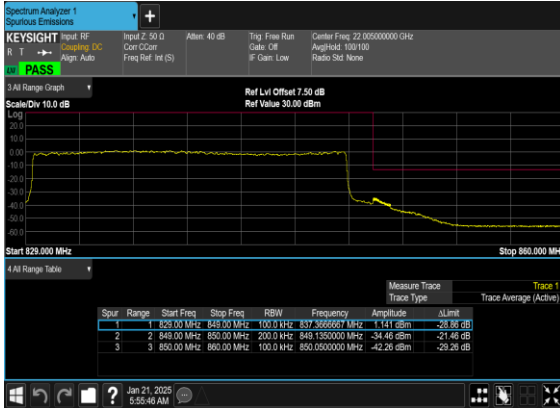 Spectrum Analyzer 1
Spurious Emissions
KEYSIGHT
R T
PASS
Input: RF
Coupling: DC
Align: Auto
Input Z: 50 Ω
Corr CCorr
Freq Ref: Int (S)
Atten: 40 dB
Trig: Free Run
Gate: Off
IF Gain: Low
Center Freq: 22.005000000 GHz
Avg|Hold: 100/100
Radio Std: None
3 All Range Graph
Scale/Div 10.0 dB
Ref Lvl Offset 7.50 dB
Ref Value 30.00 dBm
Log
20.0
10.0
0.00
-10.0
-20.0
-30.0
-40.0
-50.0
-60.0
Start 829.000 MHz
Stop 860.000 MH
4 All Range Table
Measure Trace Trace 1
Trace Type Trace Average (Active)
Spur Range Start Freq Stop Freq RBW Frequency Amplitude ΔLimit
1 1 829.00 MHz 849.00 MHz 100.0 kHz 837.3666667 MHz 1.141 dBm -28.86 dB
2 2 849.00 MHz 850.00 MHz 200.0 kHz 849.1350000 MHz -34.46 dBm -21.46 dB
3 3 850.00 MHz 860.00 MHz 100.0 kHz 850.0500000 MHz -42.26 dBm -29.26 dB
Jan 21, 2025
5:55:46 AM